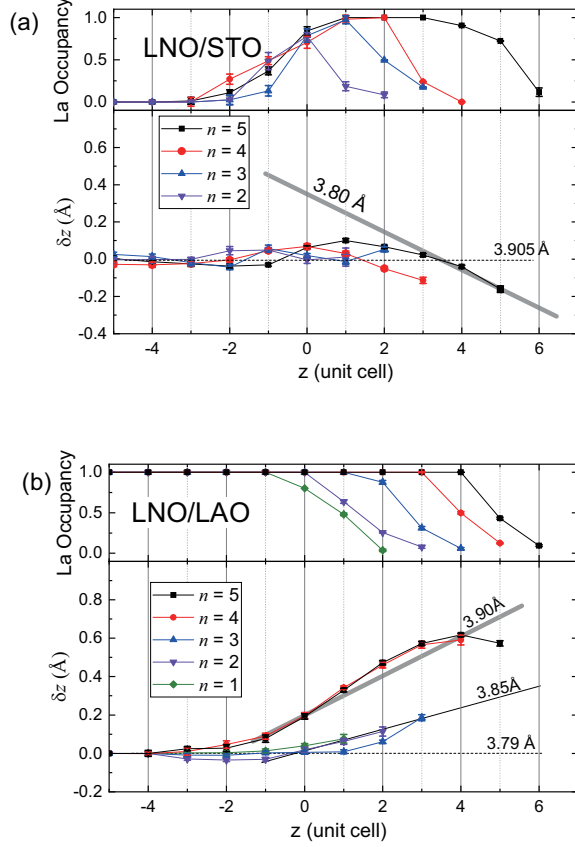 (a)
La Occupancy
1.0
0.5
0.0
LNO/STO
δz (Å)
0.6
0.4
0.2
0.0
-0.2
-0.4
n = 5
n = 4
n = 3
n = 2
3.80 Å
3.905 Å
-4 -2 0 2 4 6
z (unit cell)
(b)
La Occupancy
1.0
0.5
0.0
LNO/LAO
δz (Å)
0.8
0.6
0.4
0.2
0.0
-0.2
n = 5
n = 4
n = 3
n = 2
n = 1
3.90Å
3.85Å
3.79 Å
-4 -2 0 2 4 6
z (unit cell)